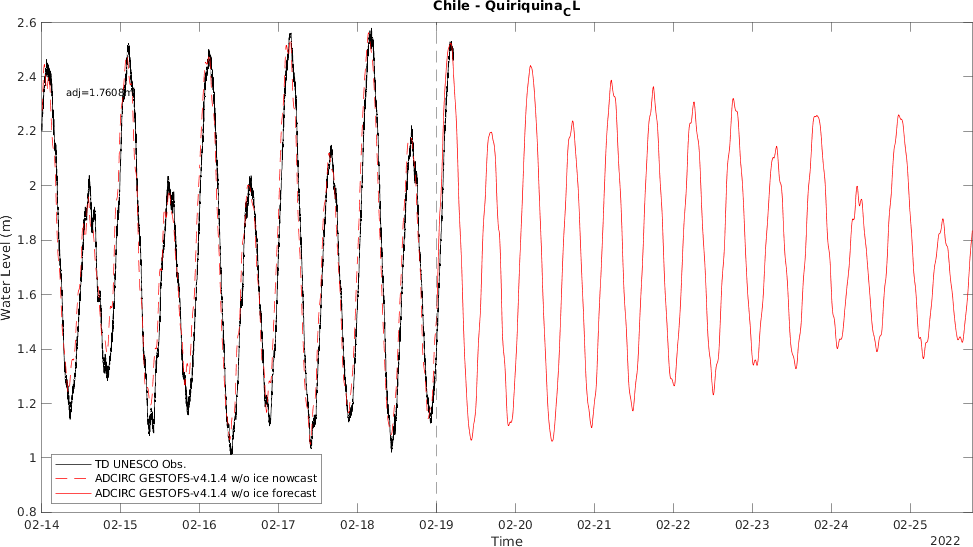 Chile - Quiriquina_CL
2.6
2.4
adj=1.7608m
2.2
2
1.8
Water Level (m)
1.6
1.4
1.2
1
TD UNESCO Obs.
ADCIRC GESTOFS-v4.1.4 w/o ice nowcast
ADCIRC GESTOFS-v4.1.4 w/o ice forecast
0.8
02-14 02-15 02-16 02-17 02-18 02-19 02-20 02-21 02-22 02-23 02-24 02-25
Time
2022